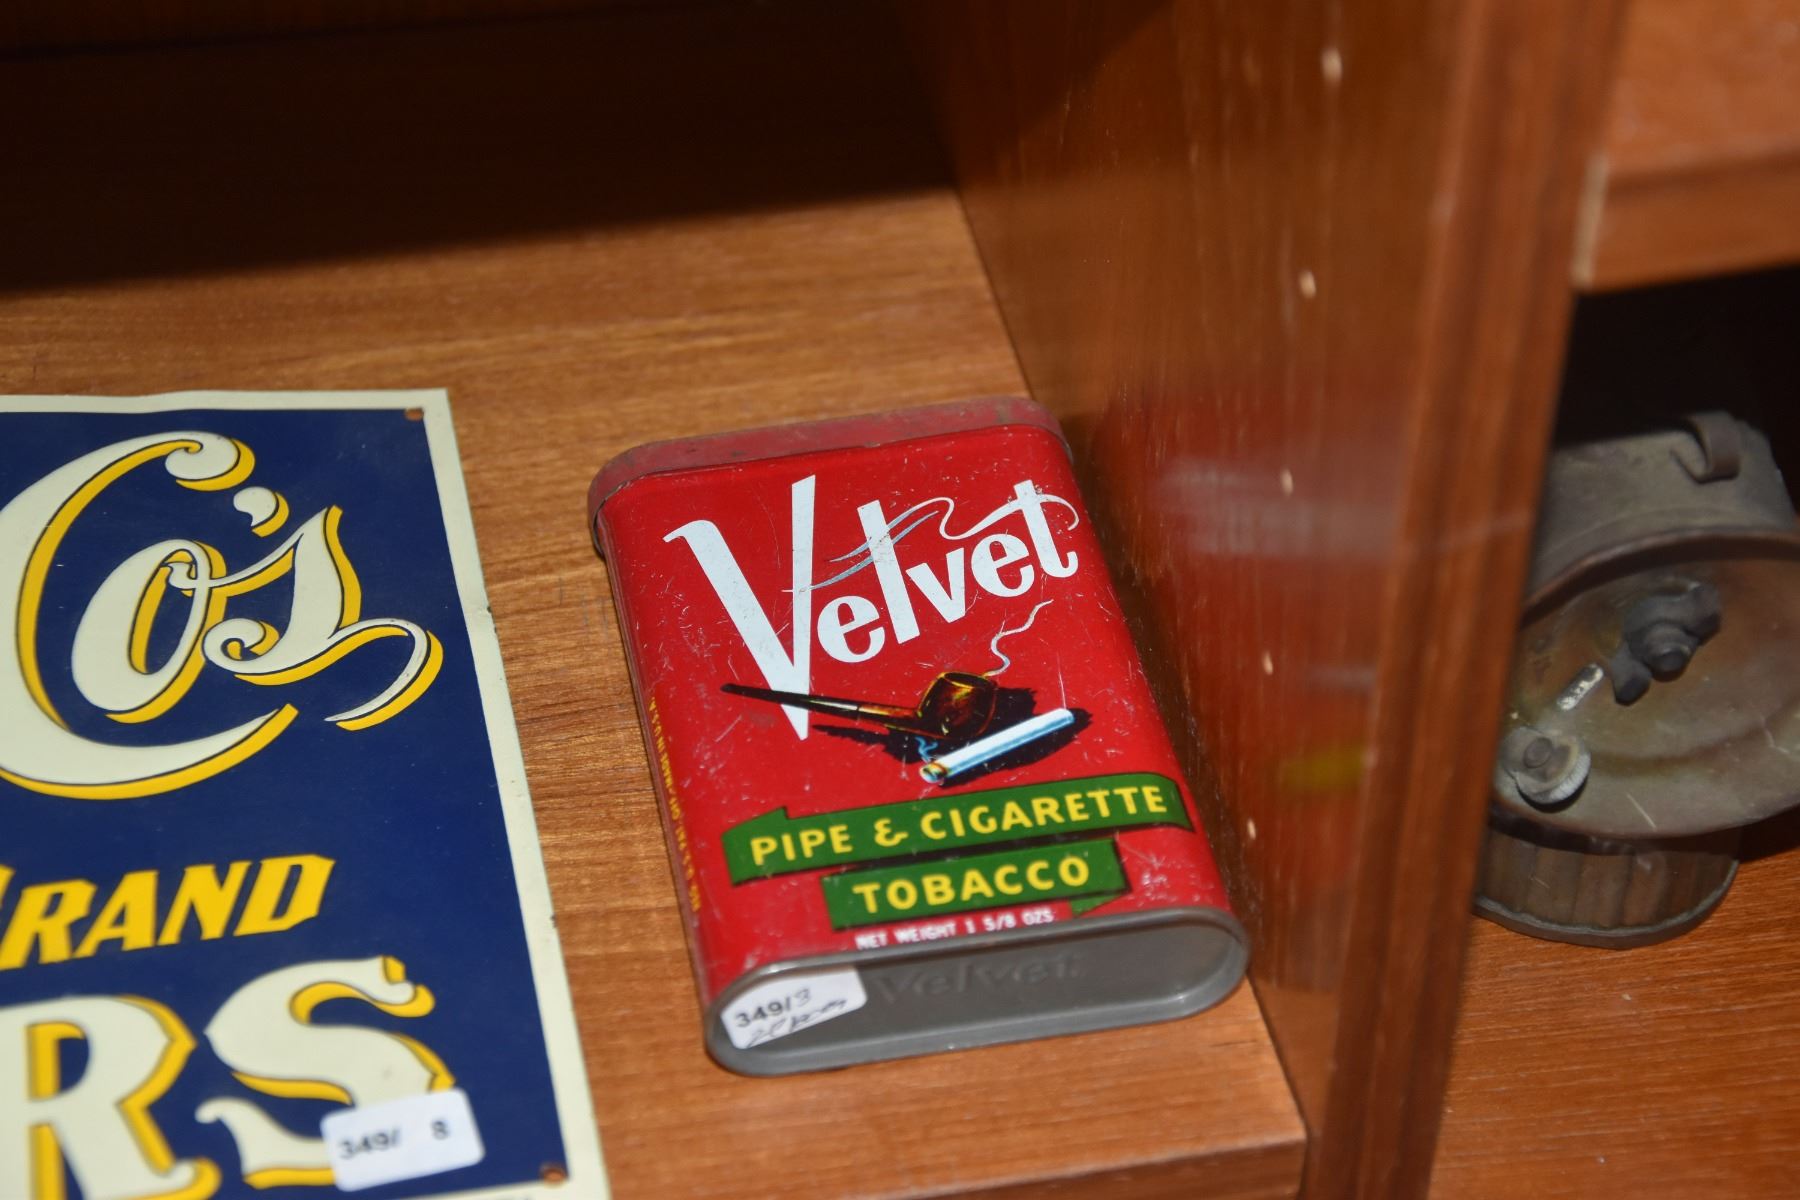 Co's
RAND
RS
349/ 8
Velvet
PIPE & CIGARETTE
TOBACCO
NET WEIGHT 1 5/8 OZS
Velvet
349/3